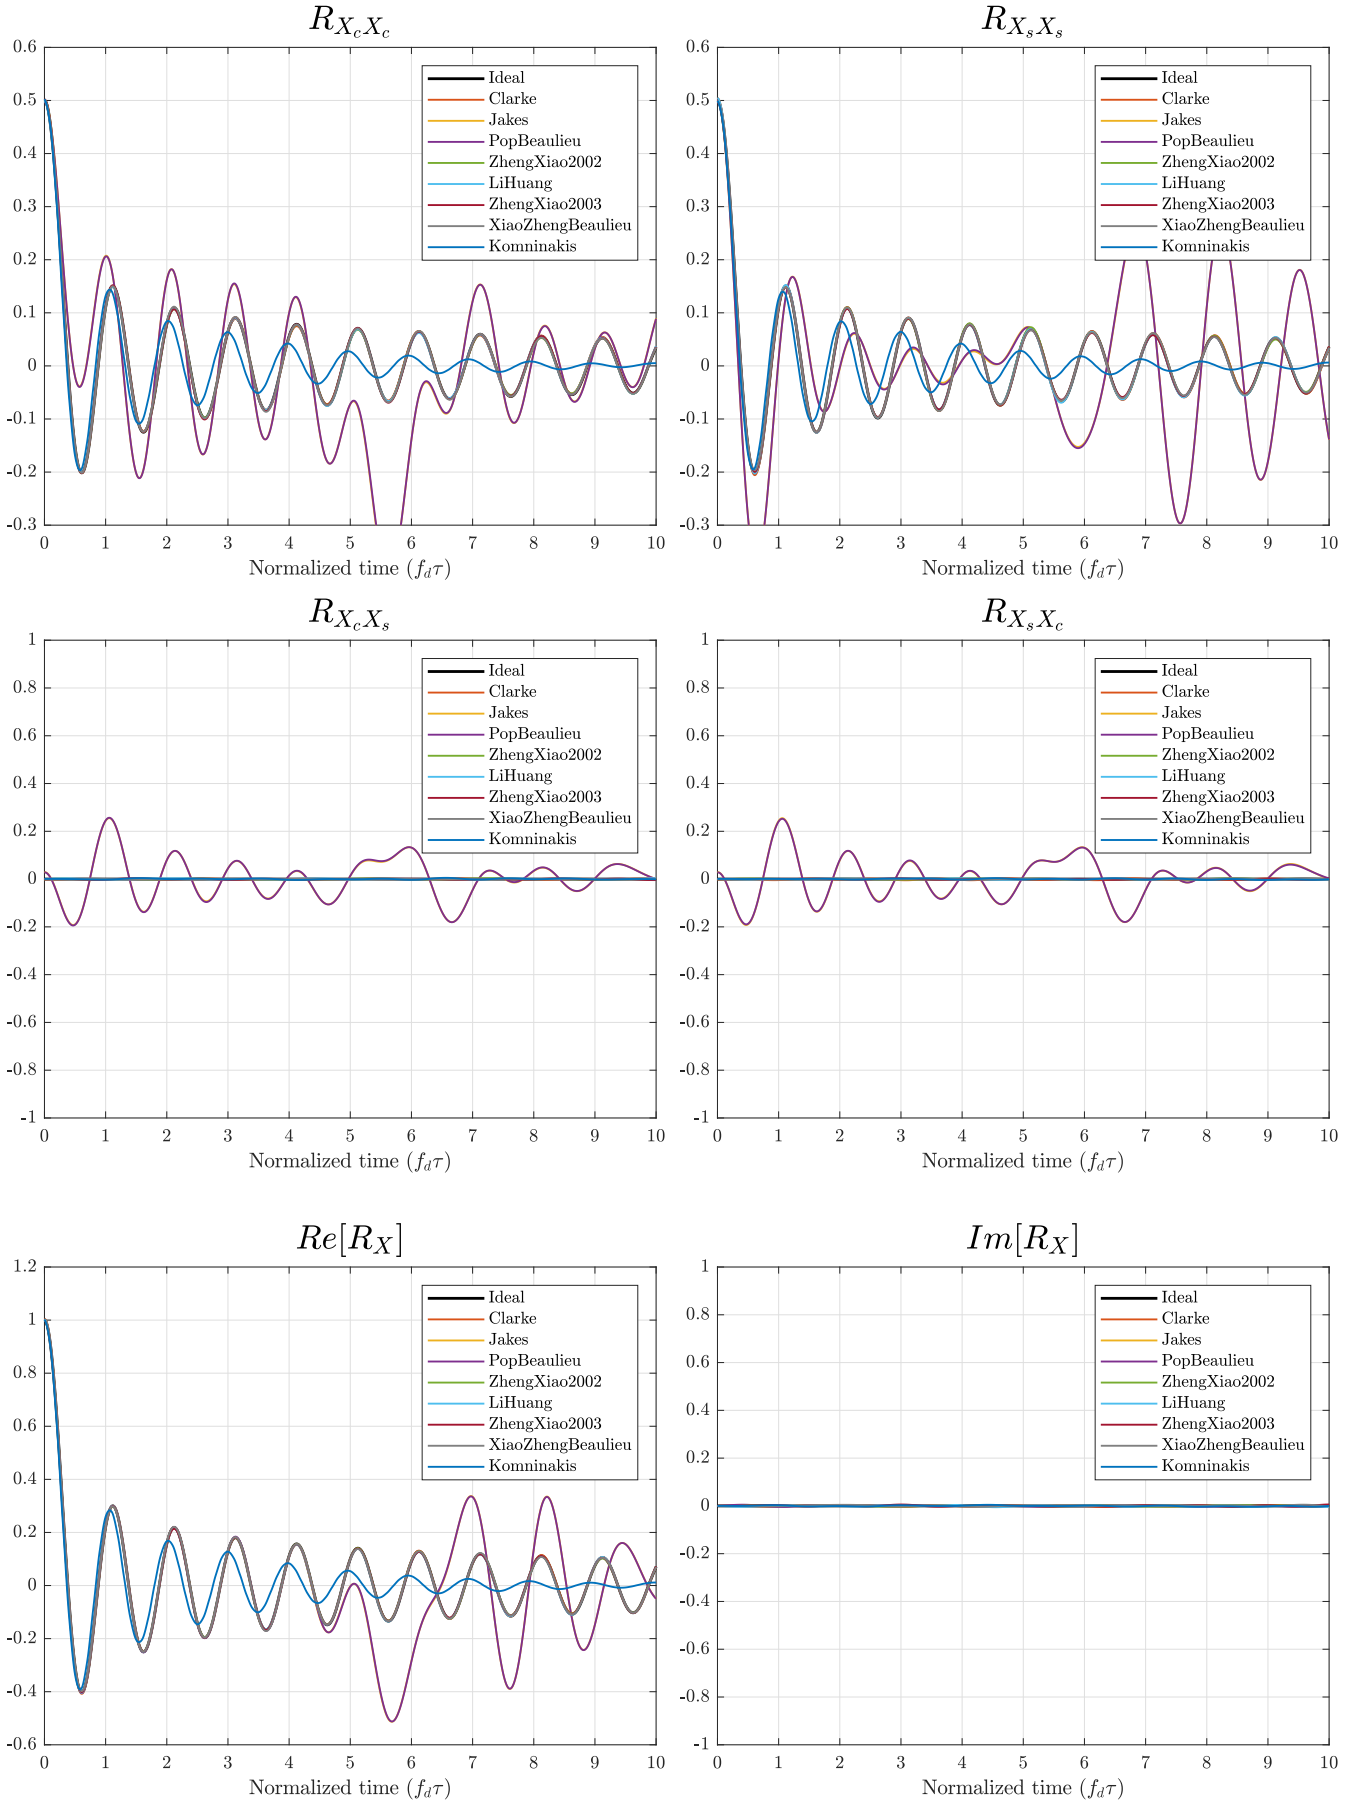 R_{X_cX_c}
0.6
0.5
0.4
0.3
0.2
0.1
0
-0.1
-0.2
-0.3
Ideal
Clarke
Jakes
PopBeaulieu
ZhengXiao2002
LiHuang
ZhengXiao2003
XiaoZhengBeaulieu
Komninakis
0 1 2 3 4 5 6 7 8 9 10
Normalized time (f_dτ)
R_{X_sX_s}
0.6
0.5
0.4
0.3
0.2
0.1
0
-0.1
-0.2
-0.3
Ideal
Clarke
Jakes
PopBeaulieu
ZhengXiao2002
LiHuang
ZhengXiao2003
XiaoZhengBeaulieu
Komninakis
0 1 2 3 4 5 6 7 8 9 10
Normalized time (f_dτ)
R_{X_cX_s}
1
0.8
0.6
0.4
0.2
0
-0.2
-0.4
-0.6
-0.8
-1
Ideal
Clarke
Jakes
PopBeaulieu
ZhengXiao2002
LiHuang
ZhengXiao2003
XiaoZhengBeaulieu
Komninakis
0 1 2 3 4 5 6 7 8 9 10
Normalized time (f_dτ)
R_{X_sX_c}
1
0.8
0.6
0.4
0.2
0
-0.2
-0.4
-0.6
-0.8
-1
Ideal
Clarke
Jakes
PopBeaulieu
ZhengXiao2002
LiHuang
ZhengXiao2003
XiaoZhengBeaulieu
Komninakis
0 1 2 3 4 5 6 7 8 9 10
Normalized time (f_dτ)
Re[R_X]
1.2
1
0.8
0.6
0.4
0.2
0
-0.2
-0.4
-0.6
Ideal
Clarke
Jakes
PopBeaulieu
ZhengXiao2002
LiHuang
ZhengXiao2003
XiaoZhengBeaulieu
Komninakis
0 1 2 3 4 5 6 7 8 9 10
Normalized time (f_dτ)
Im[R_X]
1
0.8
0.6
0.4
0.2
0
-0.2
-0.4
-0.6
-0.8
-1
Ideal
Clarke
Jakes
PopBeaulieu
ZhengXiao2002
LiHuang
ZhengXiao2003
XiaoZhengBeaulieu
Komninakis
0 1 2 3 4 5 6 7 8 9 10
Normalized time (f_dτ)